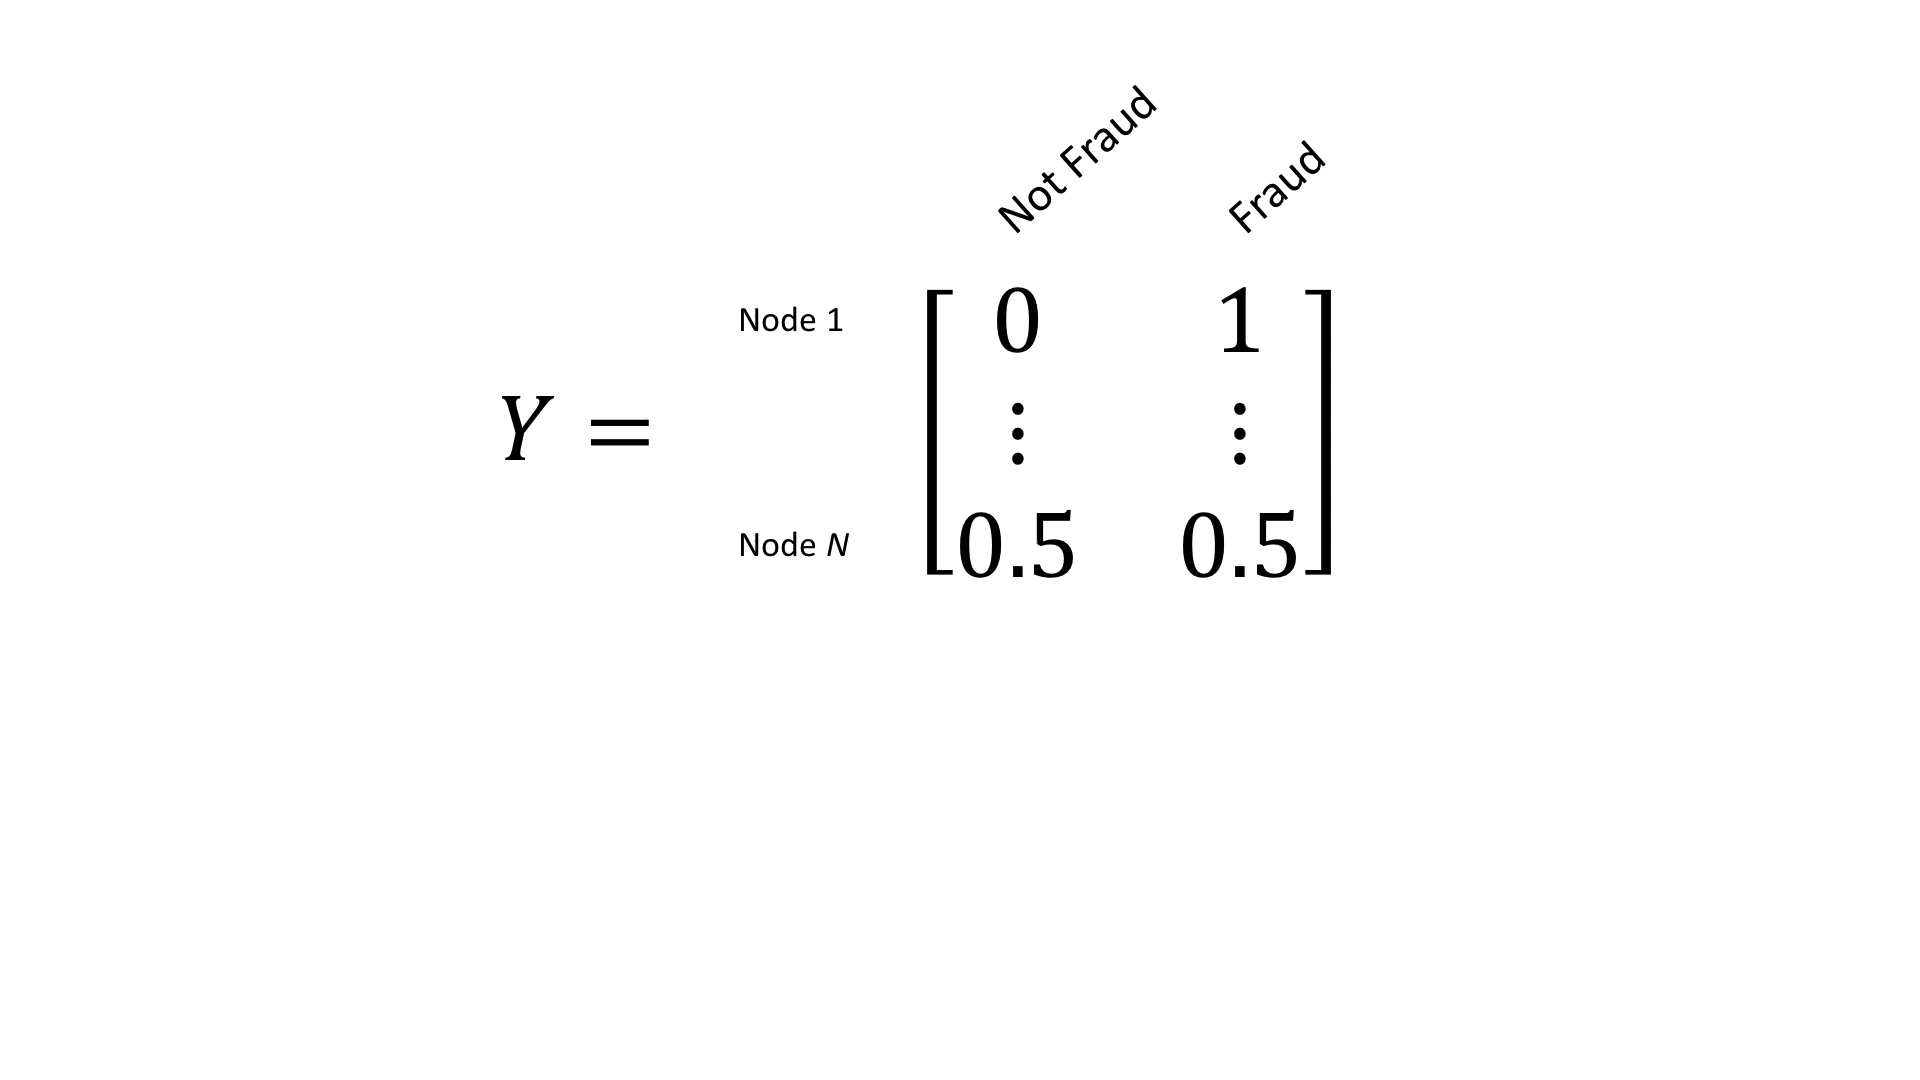 Not Fraud Fraud
Node 1 0 1
Y = ⋮ ⋮
Node N 0.5 0.5